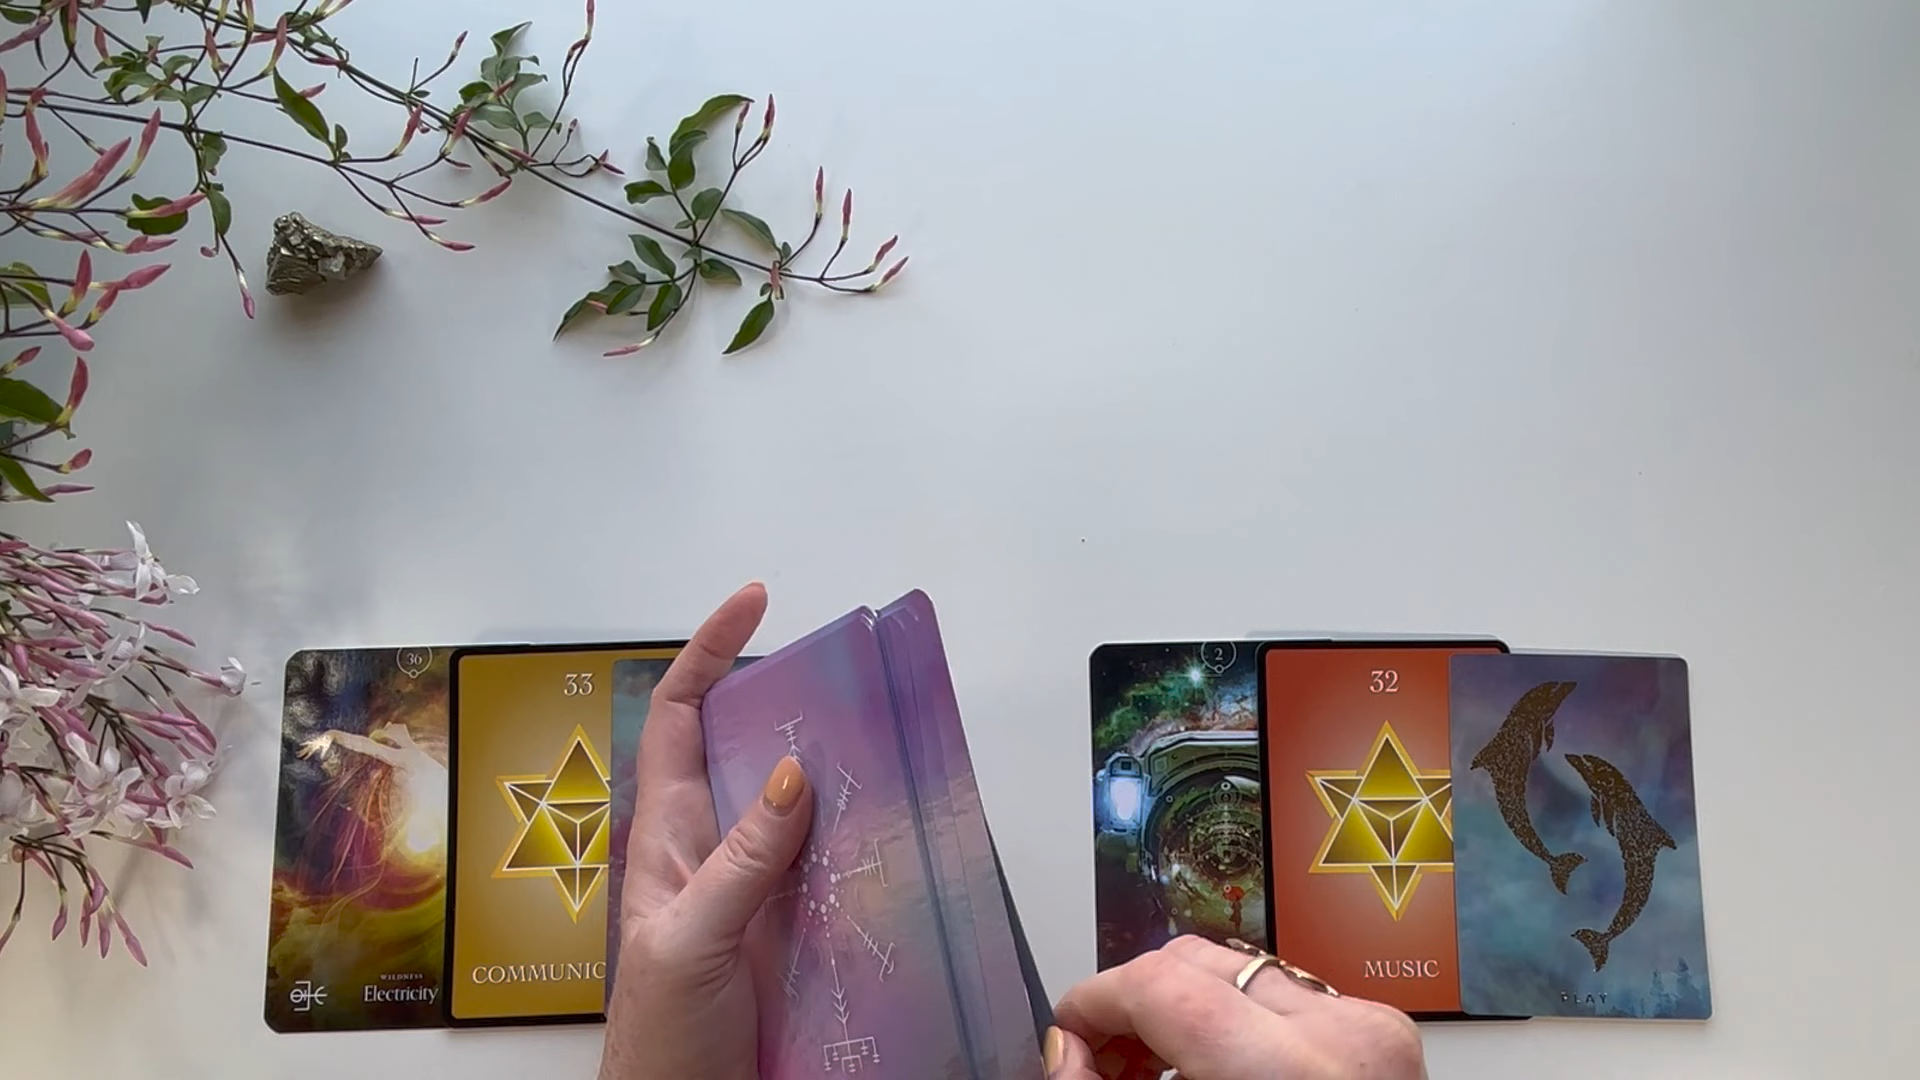 36
WILDNESS
Electricity
33
COMMUNIC
2
32
MUSIC
PLAY